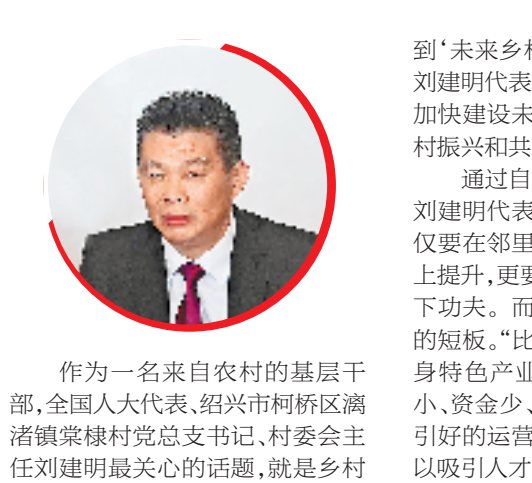 作为一名来自农村的基层干
部,全国人大代表、绍兴市柯桥区漓
渚镇棠棣村党总支书记、村委会主
任刘建明最关心的话题,就是乡村
到‘未来乡村
刘建明代表
加快建设未
村振兴和共
通过自
刘建明代表
仅要在邻里
上提升,更要
下功夫。而
的短板。“比
身特色产业
小、资金少、
引好的运营
以吸引人才